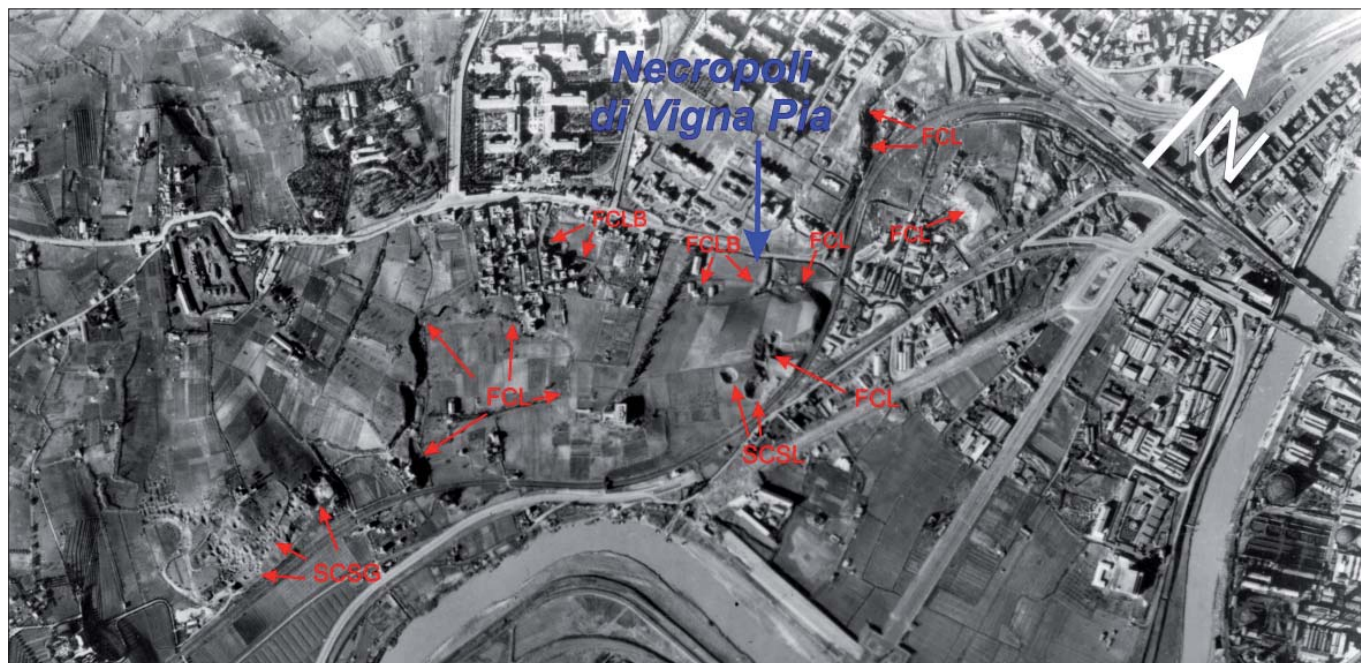 Necropoli
di Vigna Pia
N
FCL
FCLB
FCLB
FCL
FCL
FCL
FCL
SCSL
SCSG